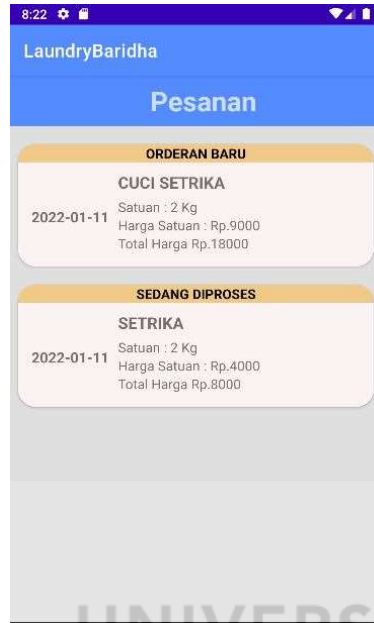 8:22
LaundryBaridha
Pesanan
ORDERAN BARU
CUCI SETRIKA
2022-01-11
Satuan : 2 Kg
Harga Satuan : Rp.9000
Total Harga Rp.18000
SEDANG DIPROSES
SETRIKA
2022-01-11
Satuan : 2 Kg
Harga Satuan : Rp.4000
Total Harga Rp.8000
UNIVERS